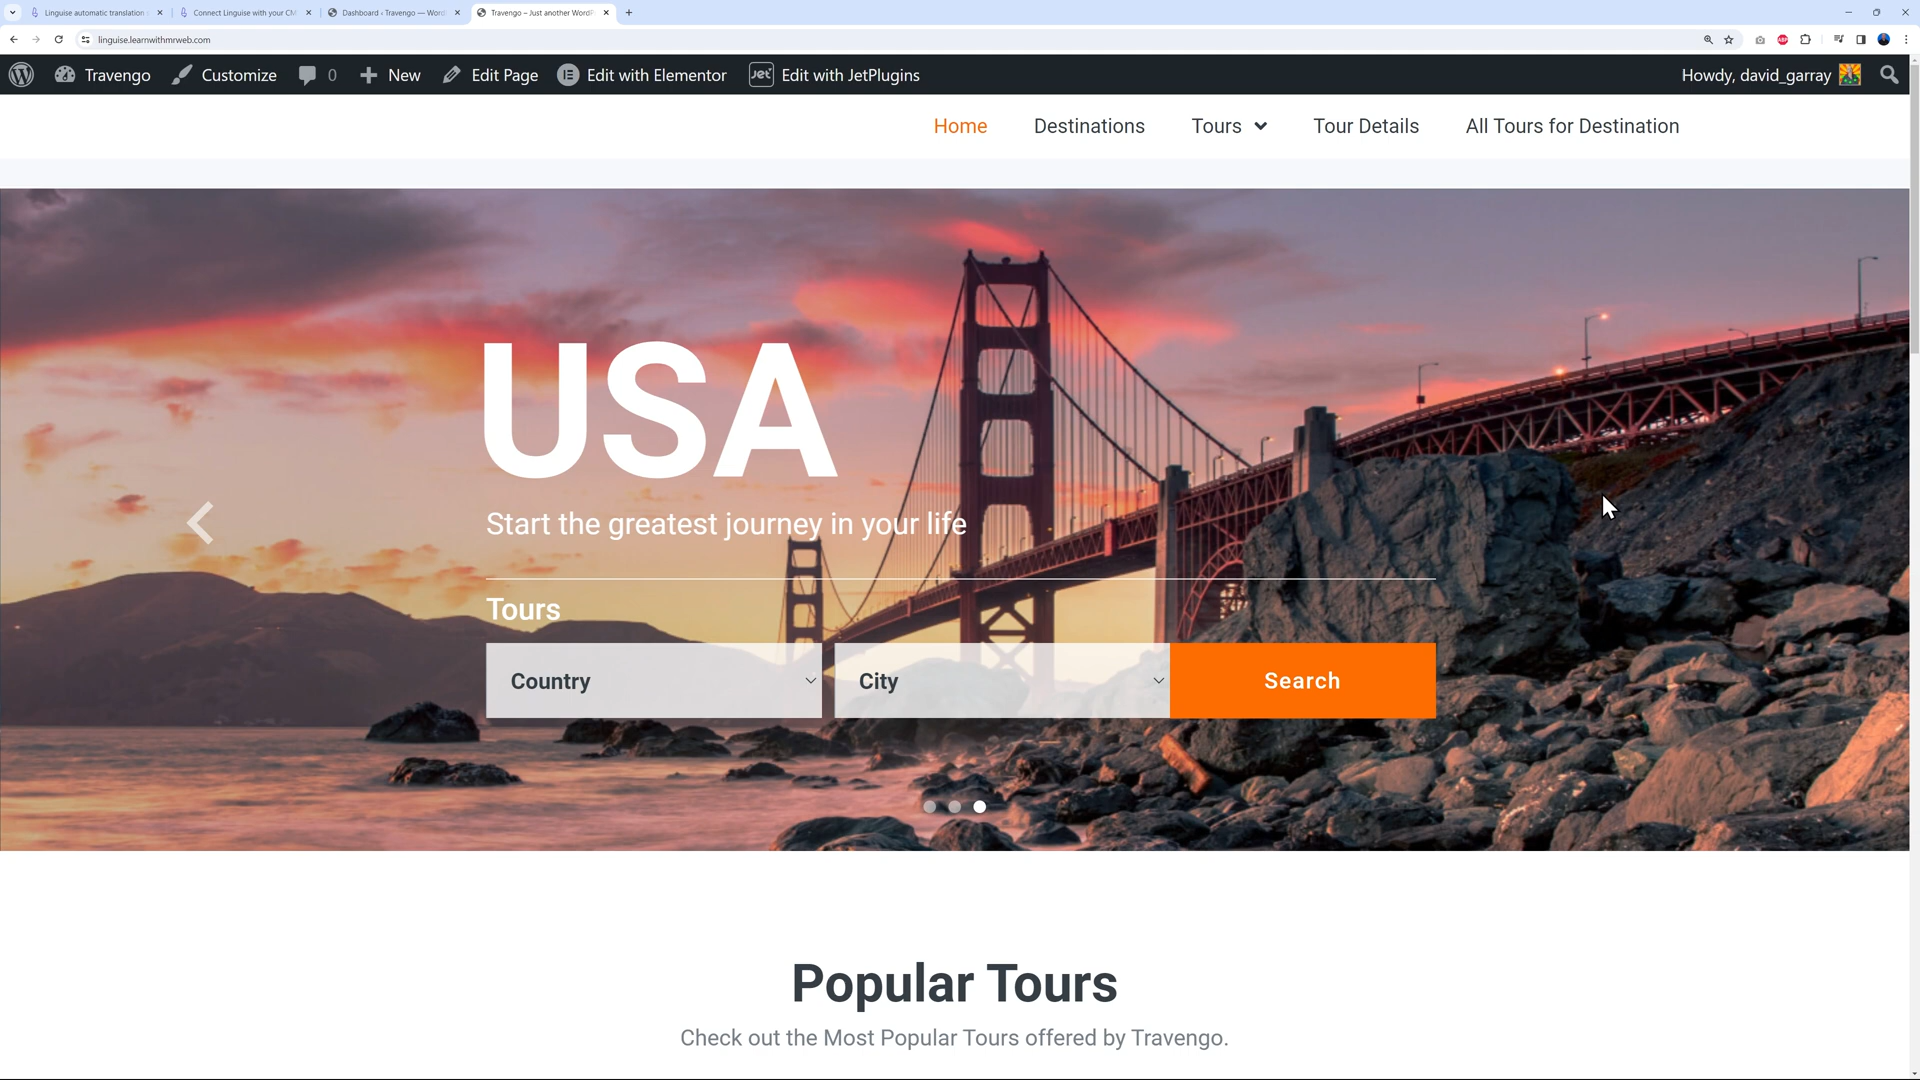 Linguise automatic translation
Connect Linguise with your CM
Dashboard ‹ Travengo — Word
Travengo – Just another WordP
linguise.learnwithmrweb.com
ABP
Travengo
Customize
0
New
Edit Page
Edit with Elementor
Jet
Edit with JetPlugins
Howdy, david_garray
Home
Destinations
Tours
Tour Details
All Tours for Destination
USA
Start the greatest journey in your life
Tours
Country
City
Search
Popular Tours
Check out the Most Popular Tours offered by Travengo.